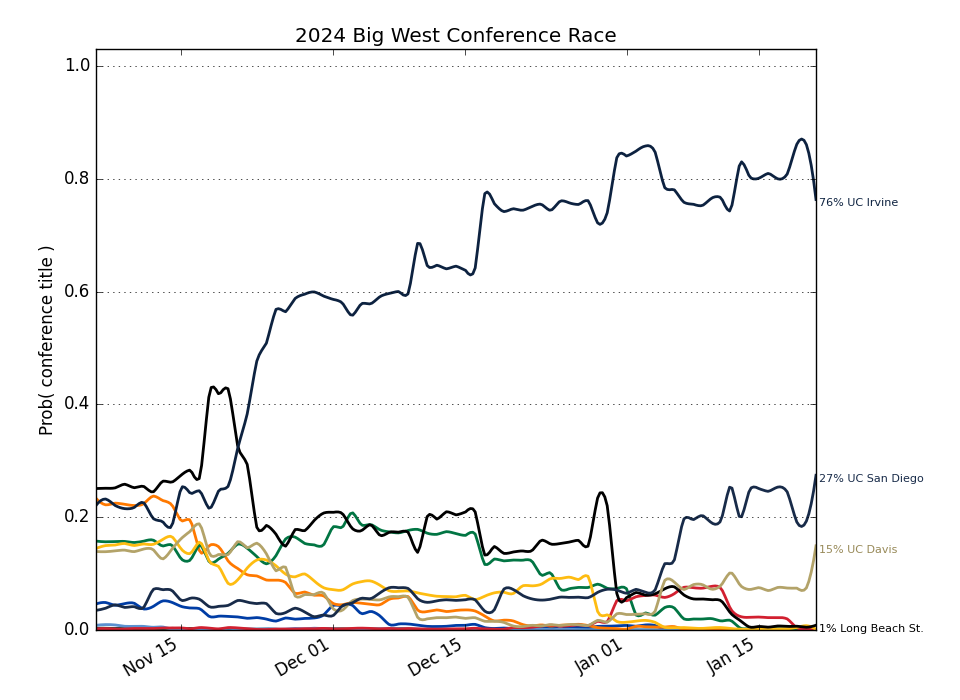 2024 Big West Conference Race
1.0
0.8
0.6
0.4
0.2
0.0
Prob( conference title )
76% UC Irvine
27% UC San Diego
15% UC Davis
1% Long Beach St.
Nov 15
Dec 01
Dec 15
Jan 01
Jan 15